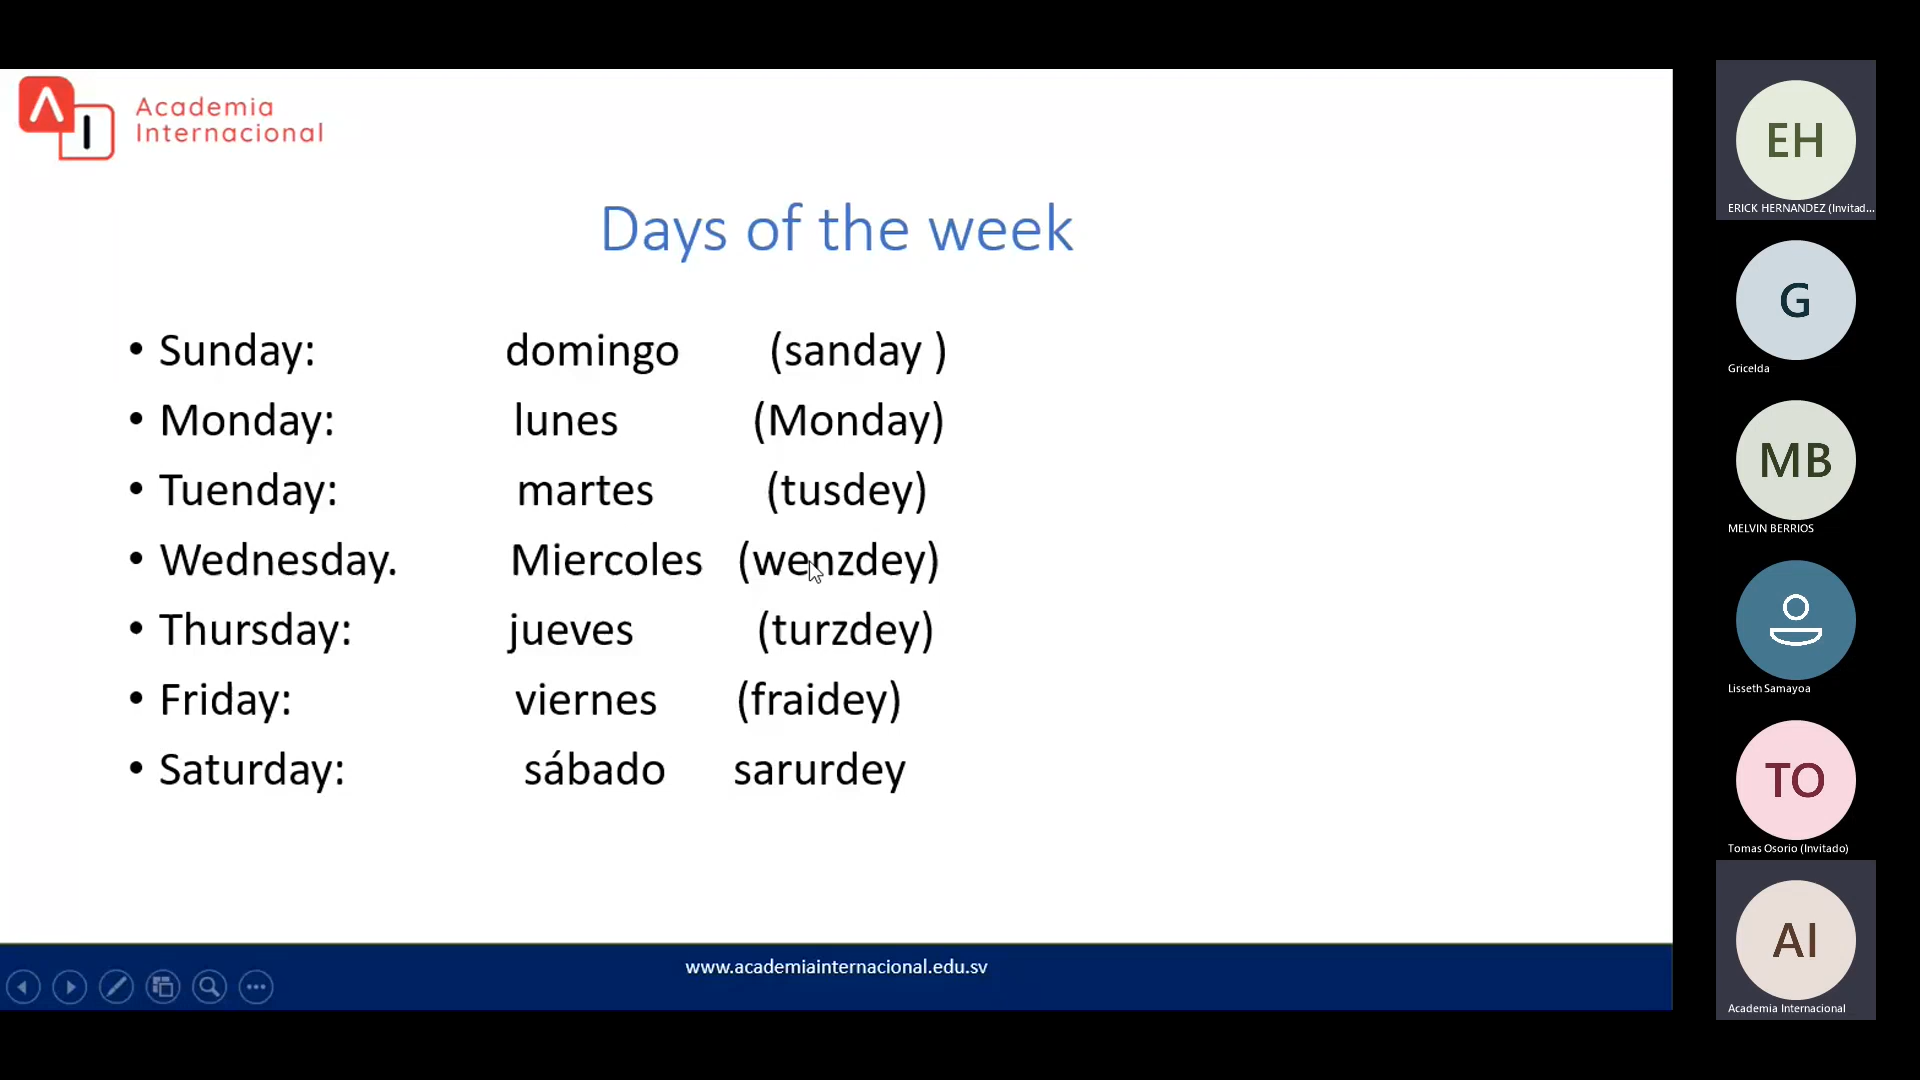 Academia
Internacional
Days of the week
• Sunday: domingo (sanday )
• Monday: lunes (Monday)
• Tuenday: martes (tusdey)
• Wednesday. Miercoles (wenzdey)
• Thursday: jueves (turzdey)
• Friday: viernes (fraidey)
• Saturday: sábado sarurdey
www.academiainternacional.edu.sv
EH
ERICK HERNANDEZ (Invitad...
G
Gricelda
MB
MELVIN BERRIOS
Lisseth Samayoa
TO
Tomas Osorio (Invitado)
AI
Academia Internacional